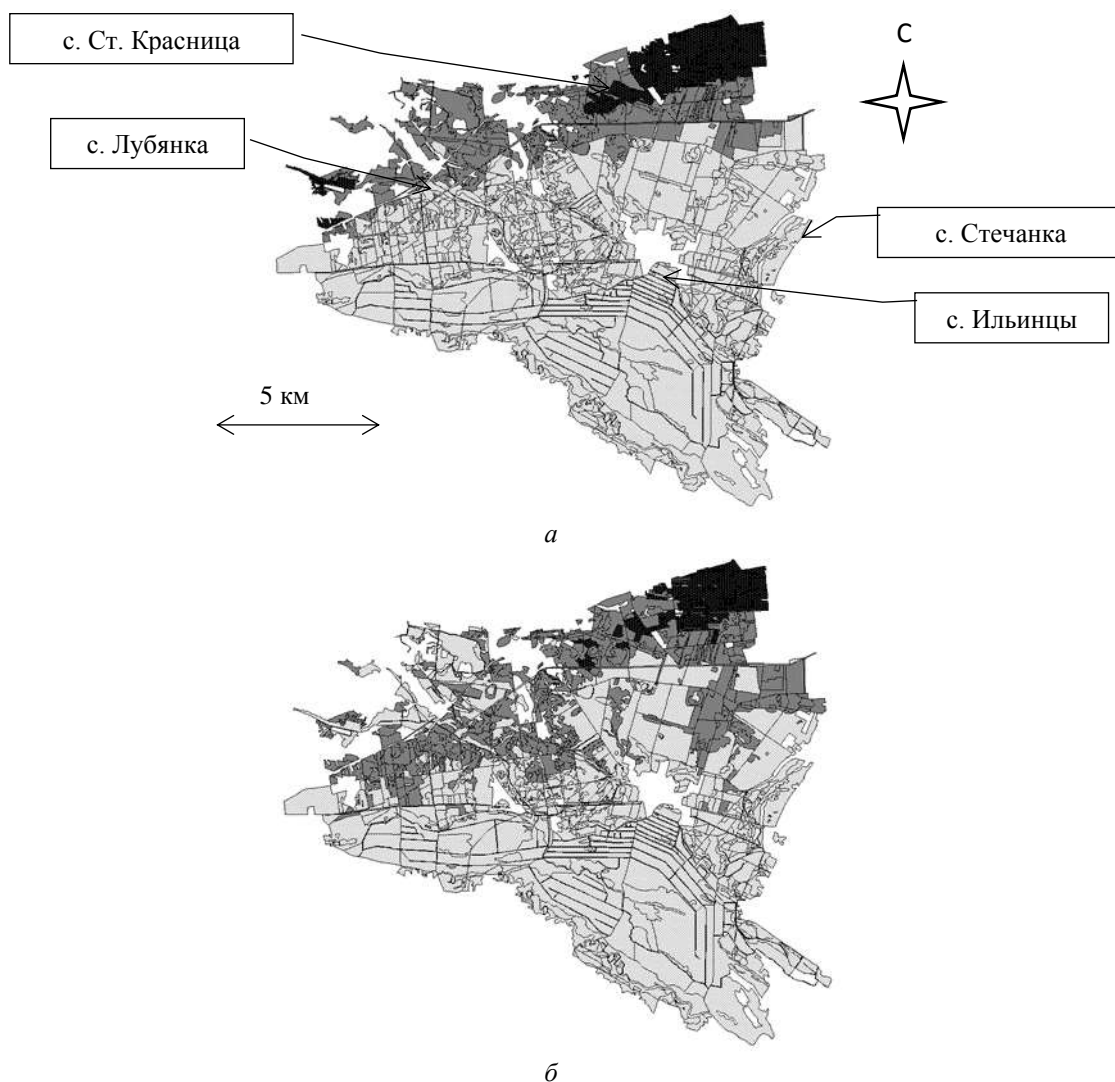 с. Ст. Красница
С
с. Лубянка
с. Стечанка
с. Ильинцы
5 км
а
б